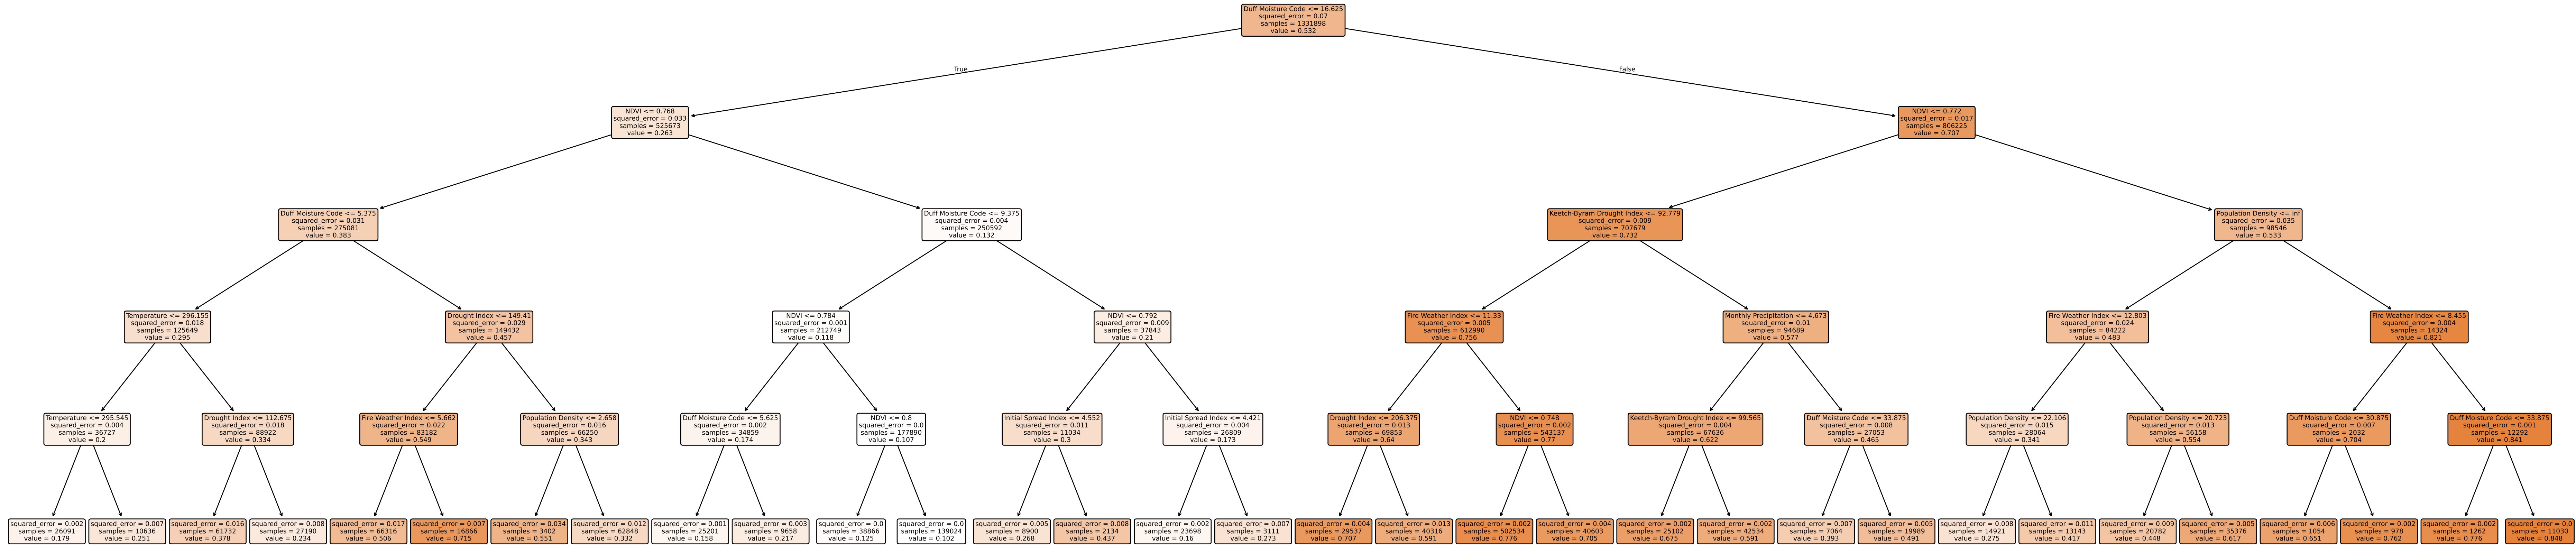 Duff Moisture Code <= 16.625
squared_error = 0.07
samples = 1331898
value = 0.532
True
False
NDVI <= 0.768
squared_error = 0.033
samples = 525673
value = 0.263
NDVI <= 0.772
squared_error = 0.017
samples = 806225
value = 0.707
Duff Moisture Code <= 5.375
squared_error = 0.031
samples = 275081
value = 0.383
Duff Moisture Code <= 9.375
squared_error = 0.004
samples = 250592
value = 0.132
Keetch-Byram Drought Index <= 92.779
squared_error = 0.009
samples = 707679
value = 0.732
Population Density <= inf
squared_error = 0.035
samples = 98546
value = 0.533
Temperature <= 296.155
squared_error = 0.018
samples = 125649
value = 0.295
Drought Index <= 149.41
squared_error = 0.029
samples = 149432
value = 0.457
NDVI <= 0.784
squared_error = 0.001
samples = 212749
value = 0.118
NDVI <= 0.792
squared_error = 0.009
samples = 37843
value = 0.21
Fire Weather Index <= 11.33
squared_error = 0.005
samples = 612990
value = 0.756
Monthly Precipitation <= 4.673
squared_error = 0.01
samples = 94689
value = 0.577
Fire Weather Index <= 12.803
squared_error = 0.024
samples = 84222
value = 0.483
Fire Weather Index <= 8.455
squared_error = 0.004
samples = 14324
value = 0.821
Temperature <= 295.545
squared_error = 0.004
samples = 36727
value = 0.2
Drought Index <= 112.675
squared_error = 0.018
samples = 88922
value = 0.334
Fire Weather Index <= 5.662
squared_error = 0.022
samples = 83182
value = 0.549
Population Density <= 2.658
squared_error = 0.016
samples = 66250
value = 0.343
Duff Moisture Code <= 5.625
squared_error = 0.002
samples = 34859
value = 0.174
NDVI <= 0.8
squared_error = 0.0
samples = 177890
value = 0.107
Initial Spread Index <= 4.552
squared_error = 0.011
samples = 11034
value = 0.3
Initial Spread Index <= 4.421
squared_error = 0.004
samples = 26809
value = 0.173
Drought Index <= 206.375
squared_error = 0.013
samples = 69853
value = 0.64
NDVI <= 0.748
squared_error = 0.002
samples = 543137
value = 0.77
Keetch-Byram Drought Index <= 99.565
squared_error = 0.004
samples = 67636
value = 0.622
Duff Moisture Code <= 33.875
squared_error = 0.008
samples = 27053
value = 0.465
Population Density <= 22.106
squared_error = 0.015
samples = 28064
value = 0.341
Population Density <= 20.723
squared_error = 0.013
samples = 56158
value = 0.554
Duff Moisture Code <= 30.875
squared_error = 0.007
samples = 2032
value = 0.704
Duff Moisture Code <= 33.875
squared_error = 0.001
samples = 12292
value = 0.841
squared_error = 0.002
samples = 26091
value = 0.179
squared_error = 0.007
samples = 10636
value = 0.251
squared_error = 0.016
samples = 61732
value = 0.378
squared_error = 0.008
samples = 27190
value = 0.234
squared_error = 0.017
samples = 66316
value = 0.506
squared_error = 0.007
samples = 16866
value = 0.715
squared_error = 0.034
samples = 3402
value = 0.551
squared_error = 0.012
samples = 62848
value = 0.332
squared_error = 0.001
samples = 25201
value = 0.158
squared_error = 0.003
samples = 9658
value = 0.217
squared_error = 0.0
samples = 38866
value = 0.125
squared_error = 0.0
samples = 139024
value = 0.102
squared_error = 0.005
samples = 8900
value = 0.268
squared_error = 0.008
samples = 2134
value = 0.437
squared_error = 0.002
samples = 23698
value = 0.16
squared_error = 0.007
samples = 3111
value = 0.273
squared_error = 0.004
samples = 29537
value = 0.707
squared_error = 0.013
samples = 40316
value = 0.591
squared_error = 0.002
samples = 502534
value = 0.776
squared_error = 0.004
samples = 40603
value = 0.705
squared_error = 0.002
samples = 25102
value = 0.675
squared_error = 0.002
samples = 42534
value = 0.591
squared_error = 0.007
samples = 7064
value = 0.393
squared_error = 0.005
samples = 19989
value = 0.491
squared_error = 0.008
samples = 14921
value = 0.275
squared_error = 0.011
samples = 13143
value = 0.417
squared_error = 0.009
samples = 20782
value = 0.448
squared_error = 0.005
samples = 35376
value = 0.617
squared_error = 0.006
samples = 1054
value = 0.651
squared_error = 0.002
samples = 978
value = 0.762
squared_error = 0.002
samples = 1262
value = 0.776
squared_error = 0.0
samples = 11030
value = 0.848